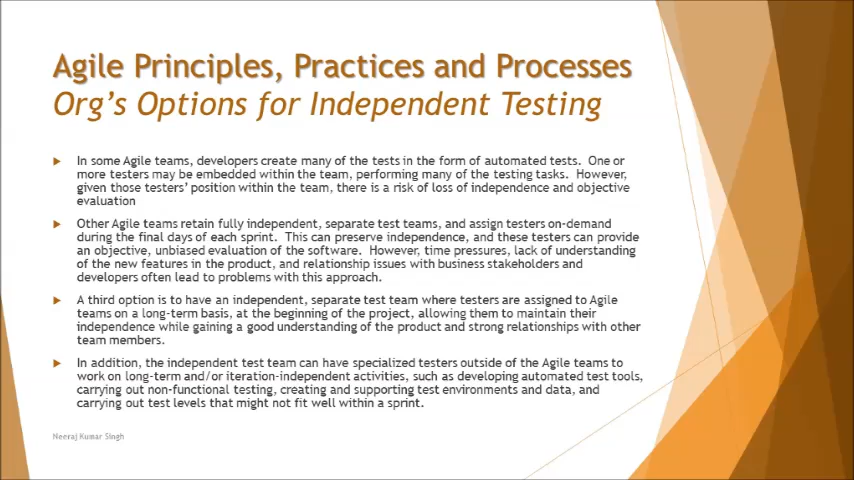 Agile Principles, Practices and Processes
Org's Options for Independent Testing
In some Agile teams, developers create many of the tests in the form of automated tests. One or
more testers may be embedded within the team, performing many of the testing tasks. However,
given those testers' position within the team, there is a risk of loss of independence and objective
evaluation
Other Agile teams retain fully independent, separate test teams, and assign testers on-demand
during the final days of each sprint. This can preserve independence, and these testers can provide
an objective, unbiased evaluation of the software. However, time pressures, lack of understanding
of the new features in the product, and relationship issues with business stakeholders and
developers often lead to problems with this approach.
A third option is to have an independent, separate test team where testers are assigned to Agile
teams on a long-term basis, at the beginning of the project, allowing them to maintain their
independence while gaining a good understanding of the product and strong relationships with other
team members.
In addition, the independent test team can have specialized testers outside of the Agile teams to
work on long-term and/or iteration-independent activities, such as developing automated test tools,
carrying out non-functional testing, creating and supporting test environments and data, and
carrying out test levels that might not fit well within a sprint.
Neeraj Kumar Singh